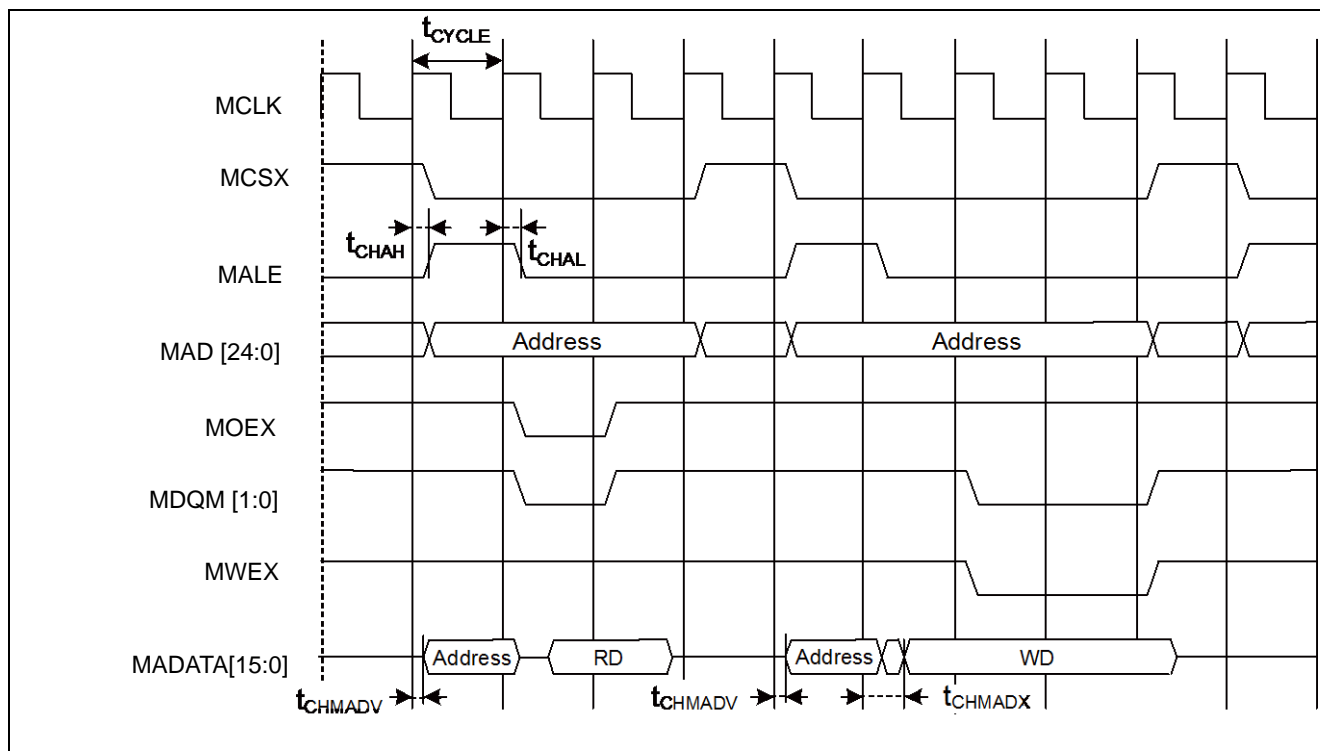 tCYCLE
MCLK
MCSX
tCHAH
tCHAL
MALE
MAD [24:0]
Address
Address
MOEX
MDQM [1:0]
MWEX
MADATA[15:0]
Address
RD
Address
WD
tCHMADV
tCHMADV
tCHMADX